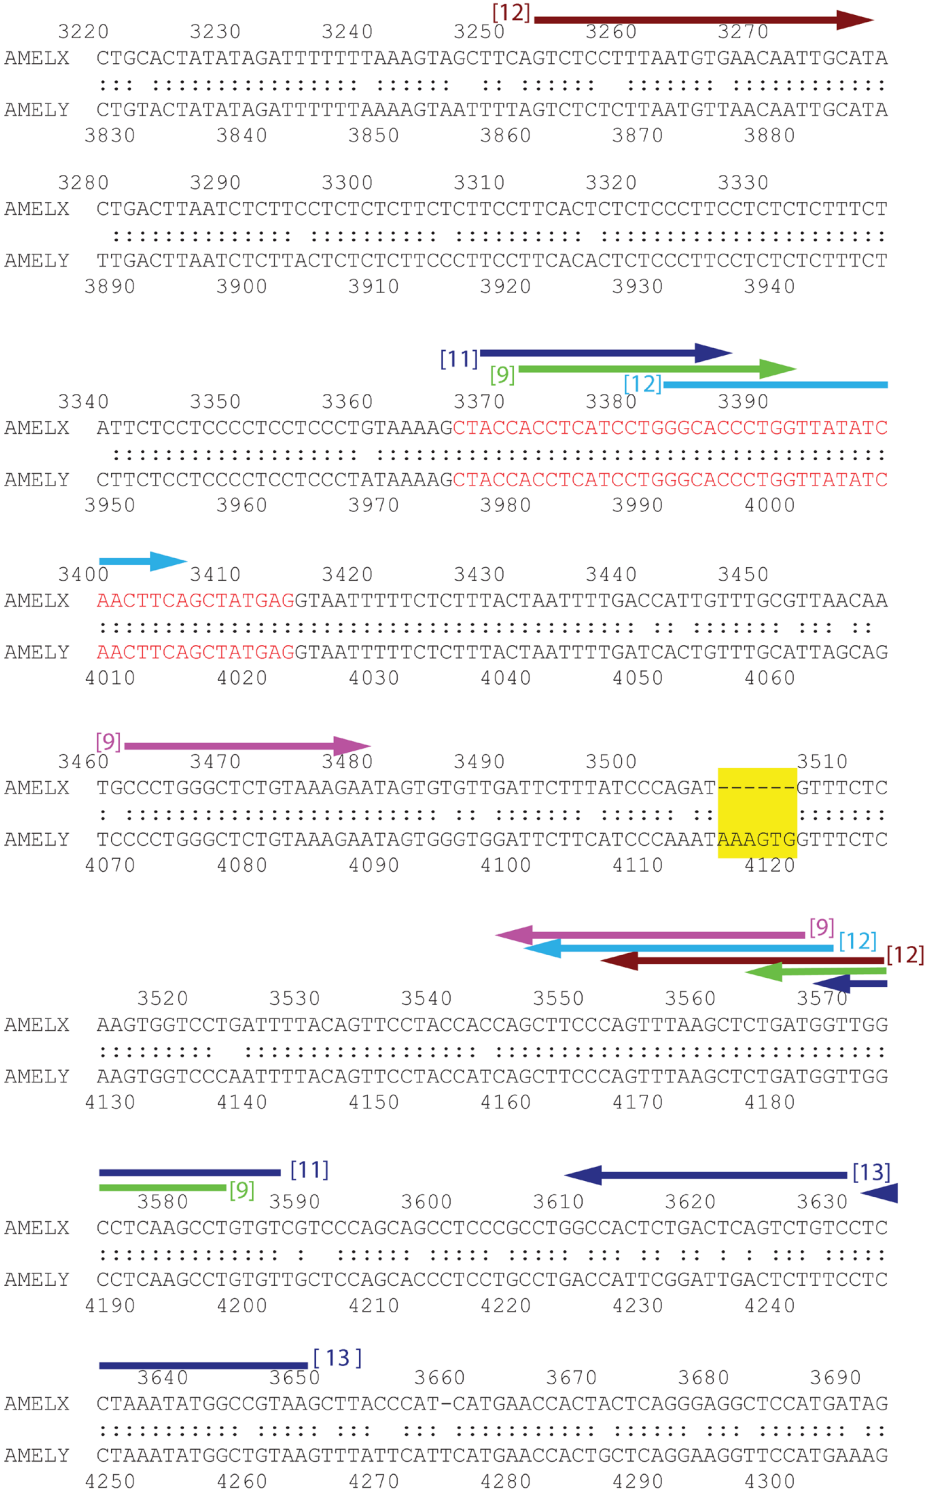 [12]
3220 3230 3240 3250 3260 3270
AMELX CTGCACTATATAGATTTTTTTAAAGTAGCTTCAGTCTCCTTTAATGTGAACAATTGCATA
AMELY CTGTACTATATAGATTTTTTAAAAGTAATTTTAGTCTCTCTTAATGTTAACAATTGCATA
3830 3840 3850 3860 3870 3880
3280 3290 3300 3310 3320 3330
AMELX CTGACTTAATCTCTTCCTCTCTCTTCTCTTCCTTCACTCTCTCCCTTCCTCTCTCTTTCT
AMELY TTGACTTAATCTCTTACTCTCTCTTCCCTTCCTTCACACTCTCCCTTCCTCTCTCTTTCT
3890 3900 3910 3920 3930 3940
[11]
[9]
[12]
3340 3350 3360 3370 3380 3390
AMELX ATTCTCCTCCCCTCCTCCCTGTAAAAGCTACCACCTCATCCTGGGCACCCTGGTTATATC
AMELY CTTCTCCTCCCCTCCTCCCTATAAAAGCTACCACCTCATCCTGGGCACCCTGGTTATATC
3950 3960 3970 3980 3990 4000
3400 3410 3420 3430 3440 3450
AMELX AACTTCAGCTATGAGGTAATTTTTCTCTTTACTAATTTTGACCATTGTTTGCGTTAACAA
AMELY AACTTCAGCTATGAGGTAATTTTTCTCTTTACTAATTTTGATCACTGTTTGCATTAGCAG
4010 4020 4030 4040 4050 4060
[9]
3460 3470 3480 3490 3500 3510
AMELX TGCCCTGGGCTCTGTAAAGAATAGTGTGTTGATTCTTTATCCCAGAT------GTTTCTC
AMELY TCCCCTGGGCTCTGTAAAGAATAGTGGGTGGATTCTTCATCCCAAATAAAGTGGTTTCTC
4070 4080 4090 4100 4110 4120
[9]
[12]
[12]
3520 3530 3540 3550 3560 3570
AMELX AAGTGGTCCTGATTTTACAGTTCCTACCACCAGCTTCCCAGTTTAAGCTCTGATGGTTGG
AMELY AAGTGGTCCCAATTTTACAGTTCCTACCATCAGCTTCCCAGTTTAAGCTCTGATGGTTGG
4130 4140 4150 4160 4170 4180
[11] [13]
[9]
3580 3590 3600 3610 3620 3630
AMELX CCTCAAGCCTGTGTCGTCCCAGCAGCCTCCCGCCTGGCCACTCTGACTCAGTCTGTCCTC
AMELY CCTCAAGCCTGTGTTGCTCCAGCACCCTCCTGCCTGACCATTCGGATTGACTCTTTCCTC
4190 4200 4210 4220 4230 4240
[ 13 ]
3640 3650 3660 3670 3680 3690
AMELX CTAAATATGGCCGTAAGCTTACCCAT-CATGAACCACTACTCAGGGAGGCTCCATGATAG
AMELY CTAAATATGGCTGTAAGTTTATTCATTCATGAACCACTGCTCAGGAAGGTTCCATGAAAG
4250 4260 4270 4280 4290 4300